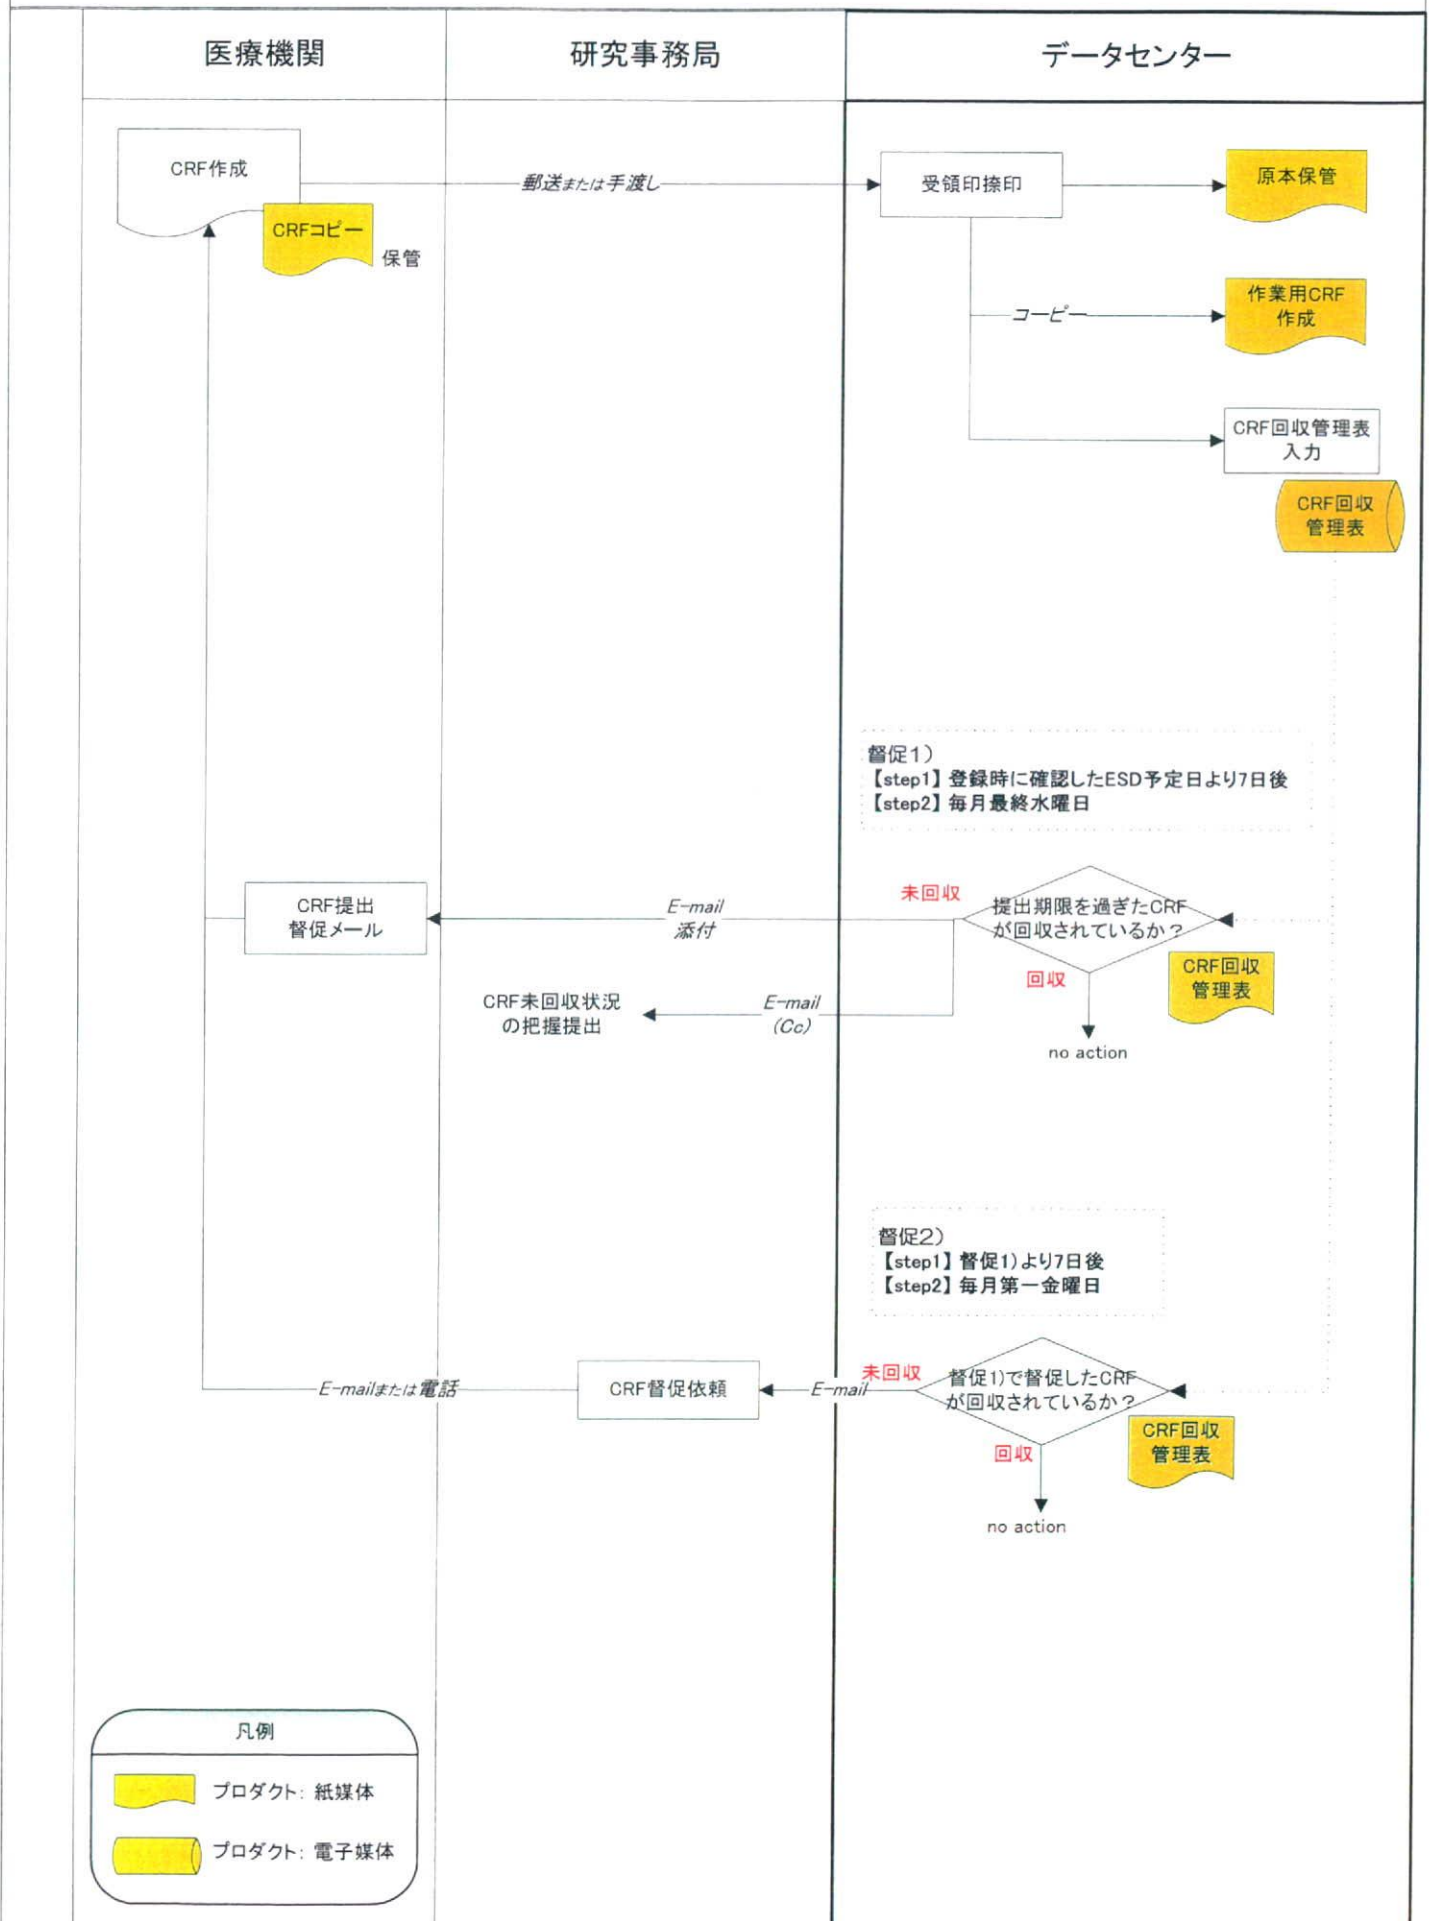 医療機関
研究事務局
データセンター
CRF作成
郵送または手渡し
受領印捺印
原本保管
CRFコピー
保管
コーピー
作業用CRF
作成
CRF回収管理表
入力
CRF回収
管理表
督促1)
【step1】登録時に確認したESD予定日より7日後
【step2】毎月最終水曜日
CRF提出
督促メール
E-mail
添付
未回収
提出期限を過ぎたCRF
が回収されているか？
回収
CRF回収
管理表
CRF未回収状況
の把握提出
E-mail
(Cc)
no action
督促2)
【step1】督促1)より7日後
【step2】毎月第一金曜日
E-mailまたは電話
CRF督促依頼
E-mail
未回収
督促1)で督促したCRF
が回収されているか？
回収
CRF回収
管理表
no action
凡例
プロダクト: 紙媒体
プロダクト: 電子媒体